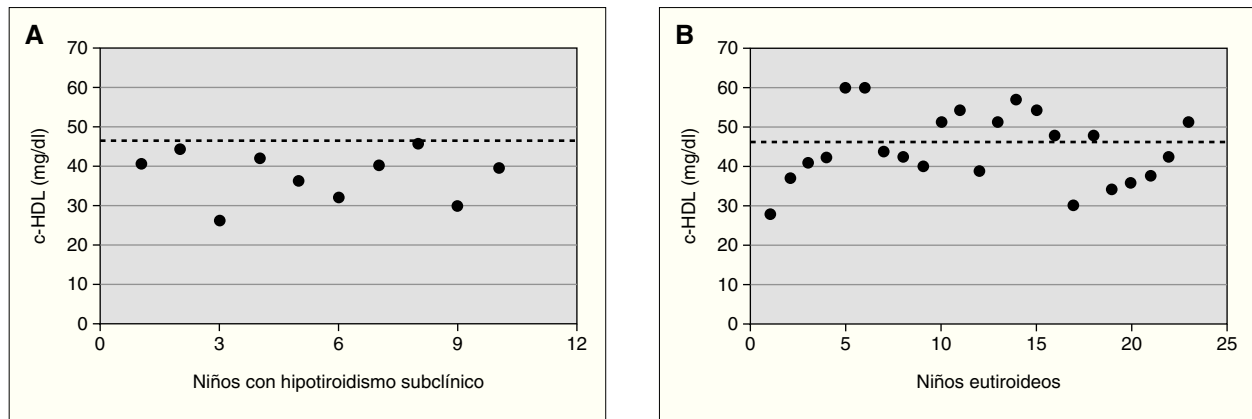 A
70
60
50
40
30
20
10
0
c-HDL (mg/dl)
0 3 6 9 12
Niños con hipotiroidismo subclínico
B
70
60
50
40
30
20
10
0
c-HDL (mg/dl)
0 5 10 15 20 25
Niños eutiroideos